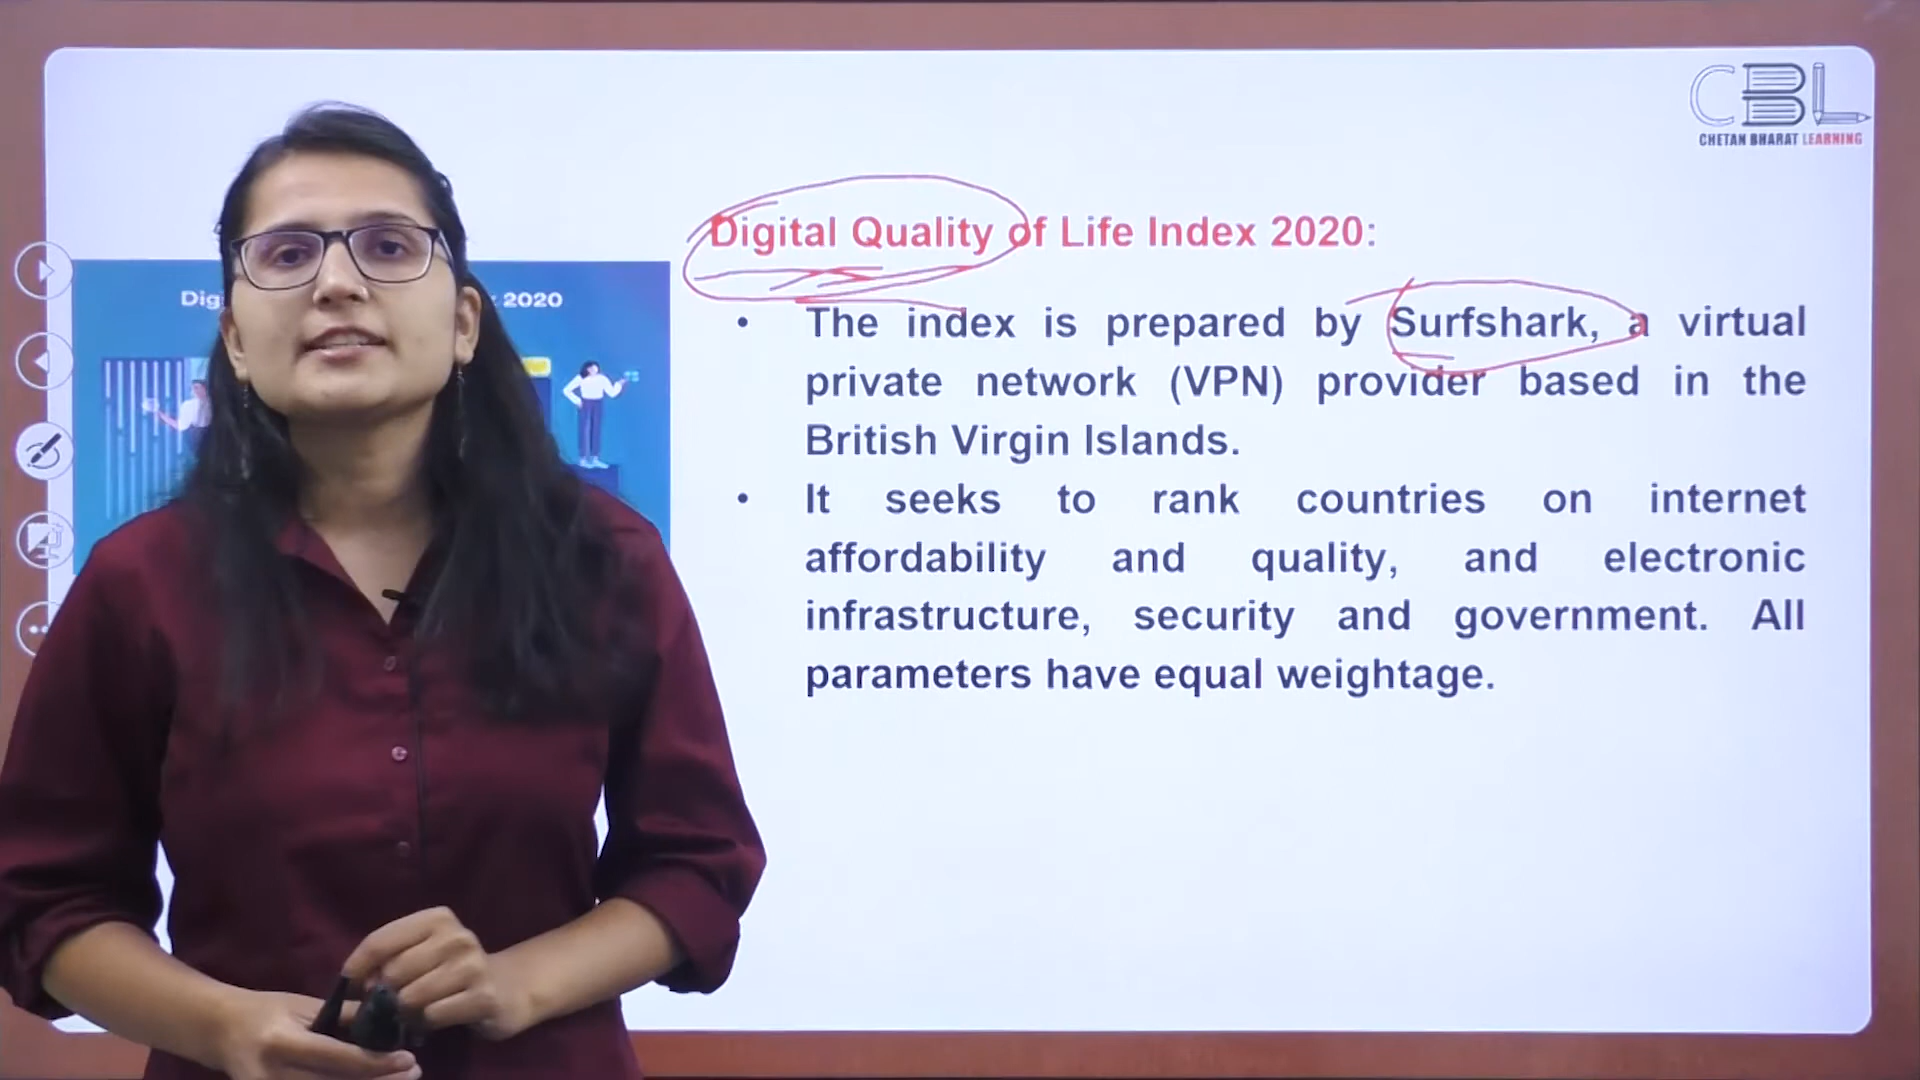 CBL
CHETAN BHARAT LEARNING
Digital Quality of Life Index 2020:
Dig 2020
• The index is prepared by Surfshark, a virtual
private network (VPN) provider based in the
British Virgin Islands.
• It seeks to rank countries on internet
affordability and quality, and electronic
infrastructure, security and government. All
parameters have equal weightage.